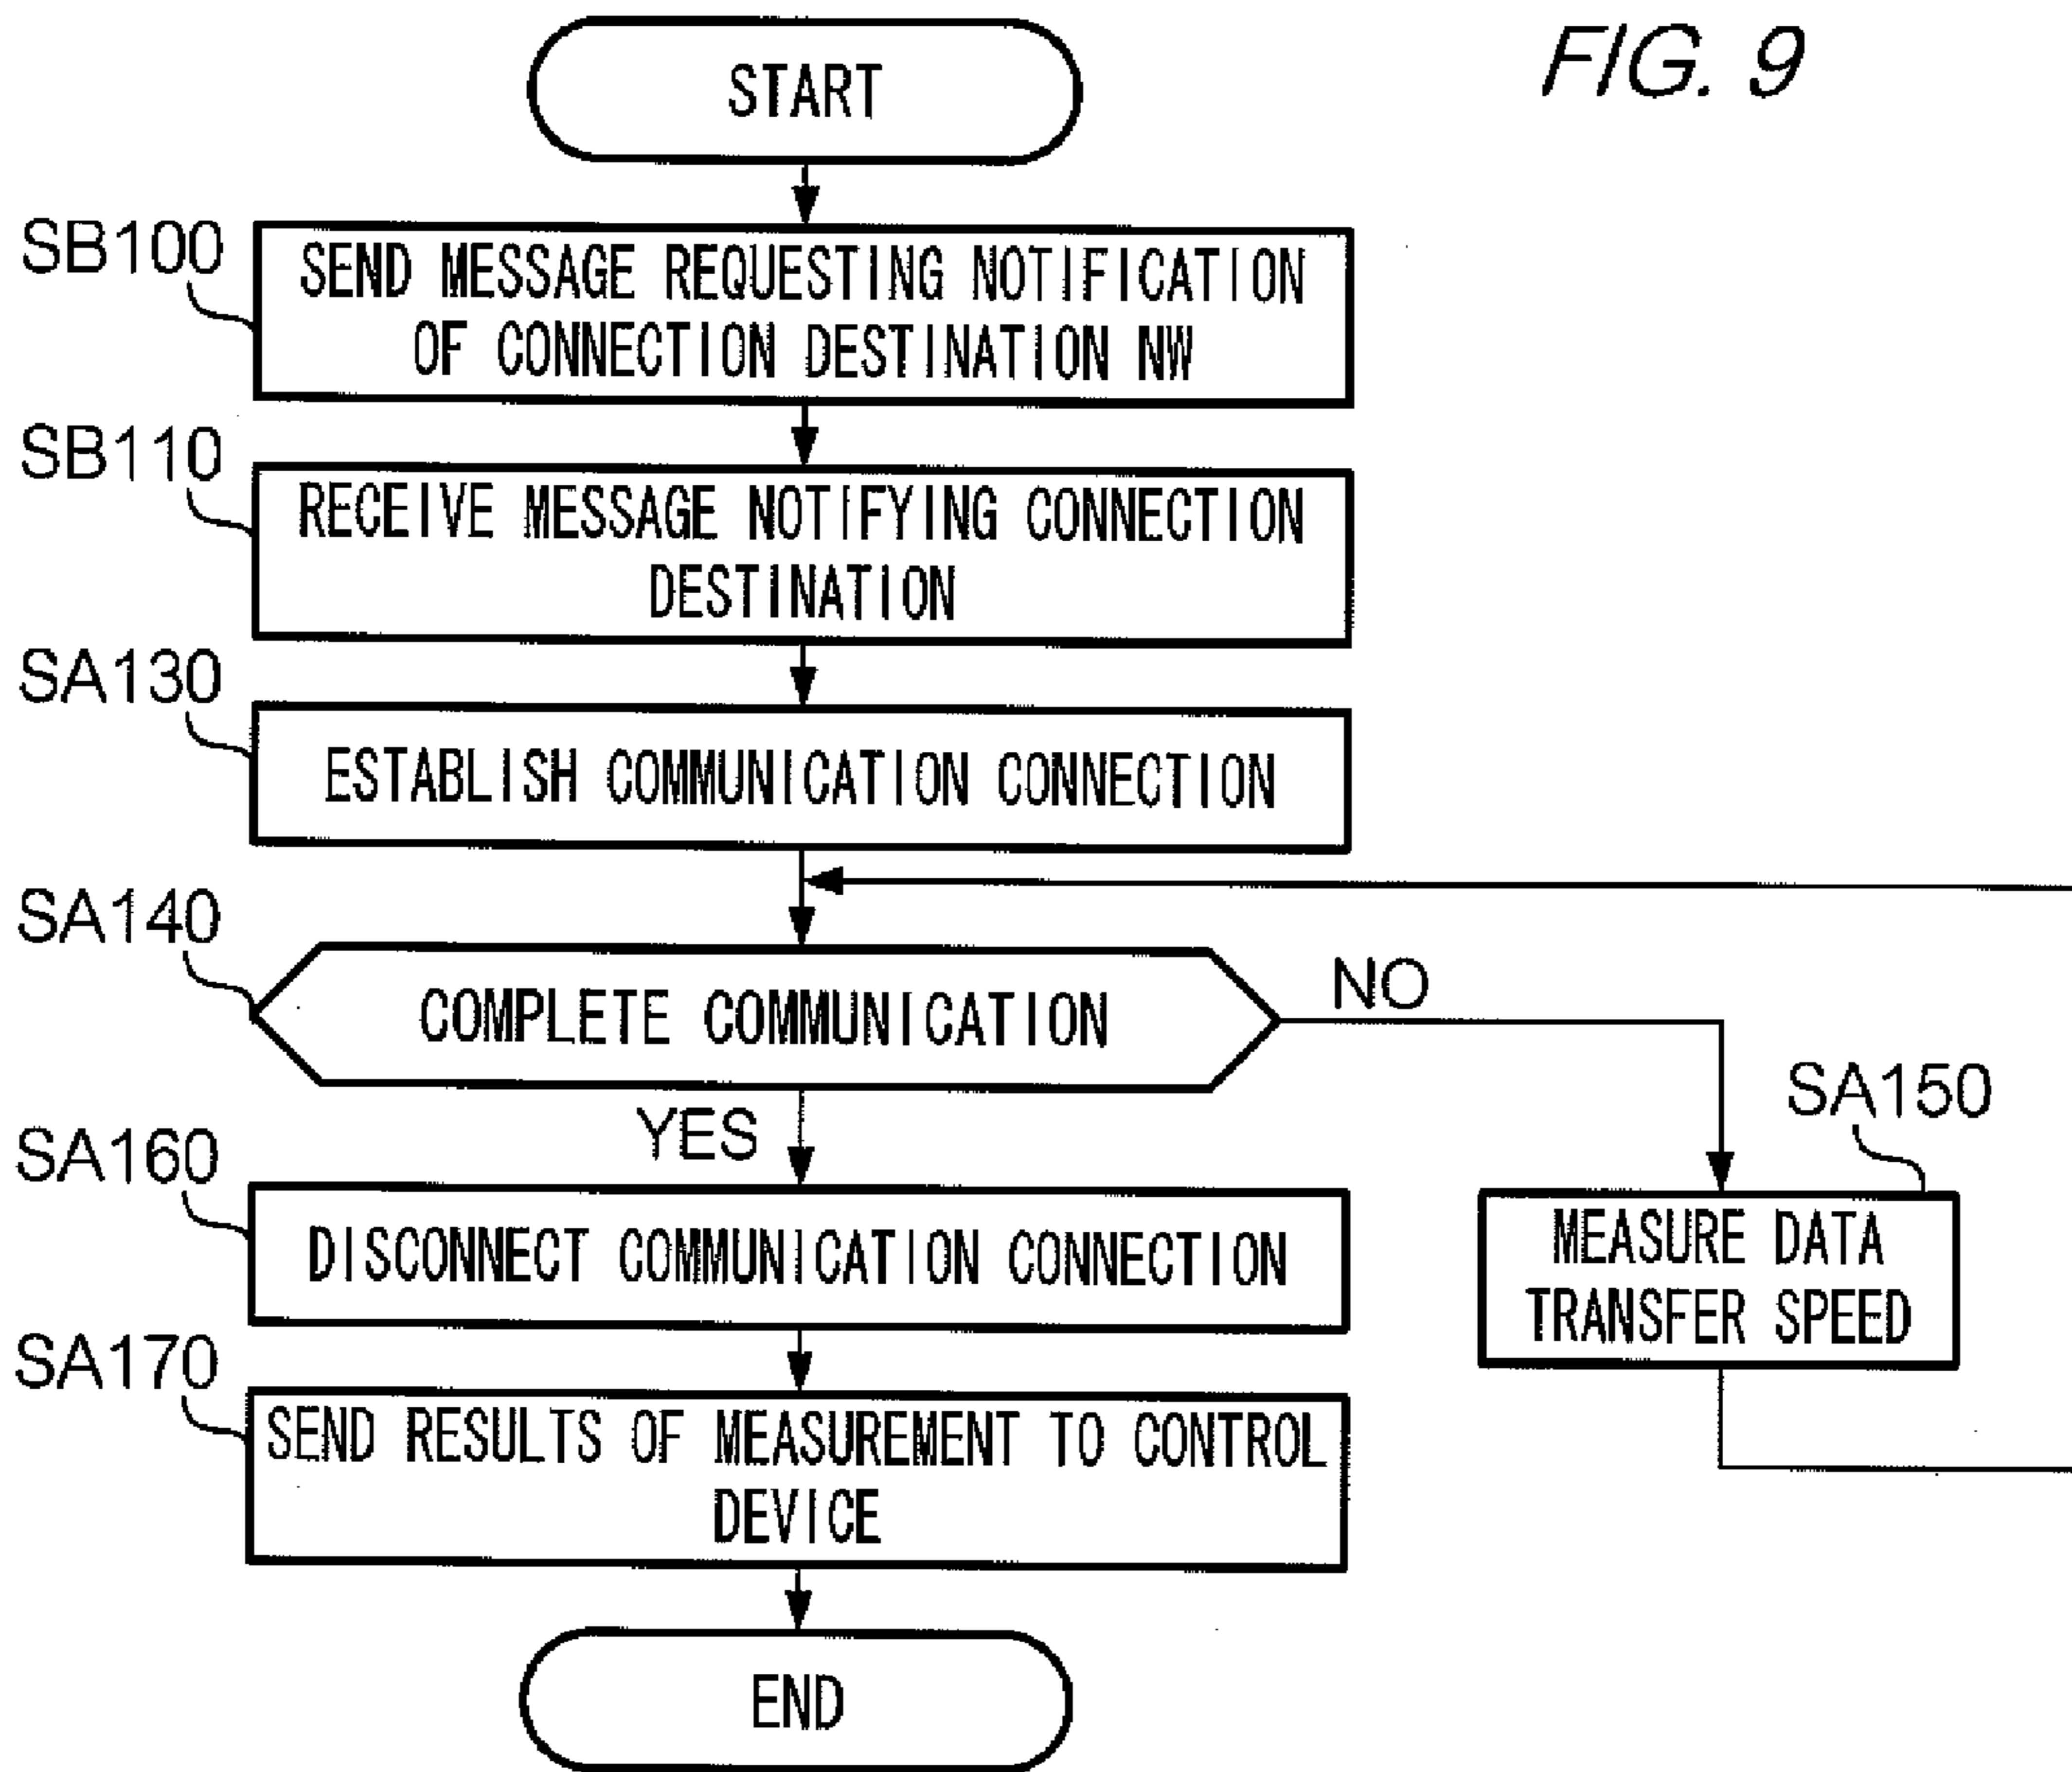 FIG. 9
START
SB100
SEND MESSAGE REQUESTING NOTIFICATION
OF CONNECTION DESTINATION NW
SB110
RECEIVE MESSAGE NOTIFYING CONNECTION
DESTINATION
SA130
ESTABLISH COMMUNICATION CONNECTION
SA140
COMPLETE COMMUNICATION
NO
YES
SA150
MEASURE DATA
TRANSFER SPEED
SA160
DISCONNECT COMMUNICATION CONNECTION
SA170
SEND RESULTS OF MEASUREMENT TO CONTROL
DEVICE
END